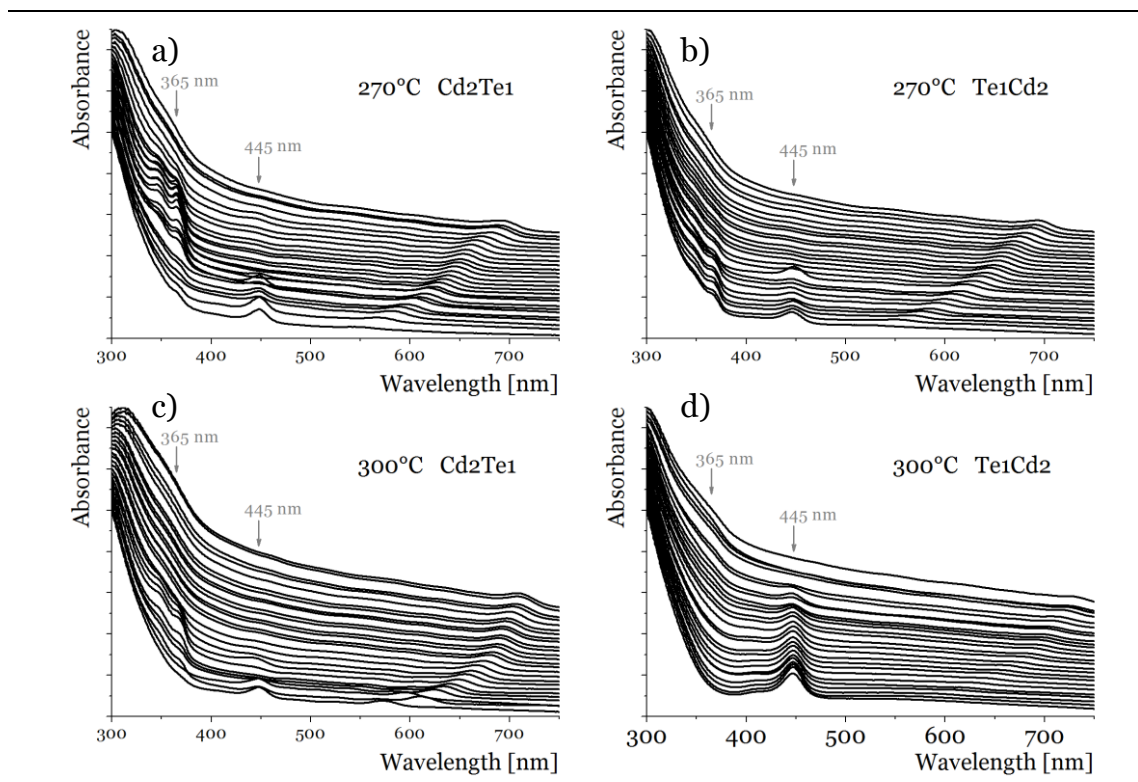 a)
365 nm
270°C Cd2Te1
445 nm
Absorbance
300 400 500 600 700
Wavelength [nm]
b)
365 nm
270°C Te1Cd2
445 nm
Absorbance
300 400 500 600 700
Wavelength [nm]
c)
365 nm
300°C Cd2Te1
445 nm
Absorbance
300 400 500 600 700
Wavelength [nm]
d)
365 nm
300°C Te1Cd2
445 nm
Absorbance
300 400 500 600 700
Wavelength [nm]